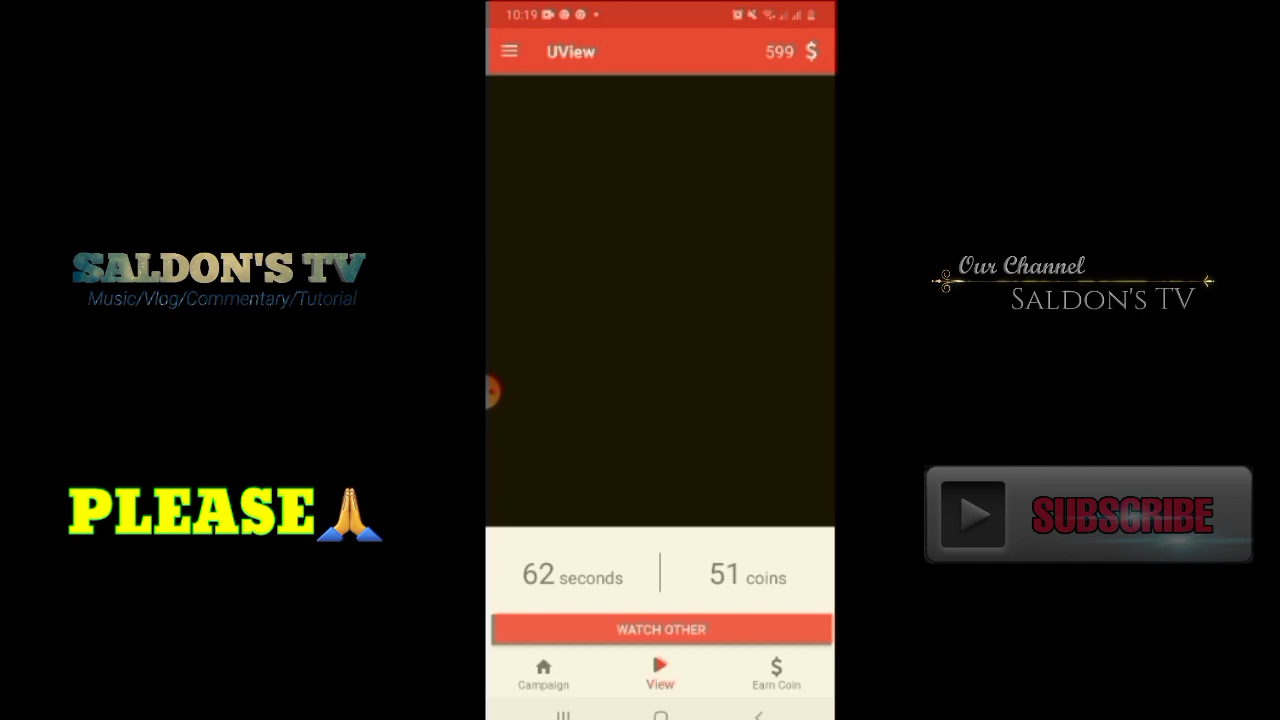 10:19
UView
599 $
SALDON'S TV
Music/Vlog/Commentary/Tutorial
Our Channel
SALDON'S TV
PLEASE🙏
SUBSCRIBE
62 seconds
51 coins
WATCH OTHER
Campaign
View
Earn Coin